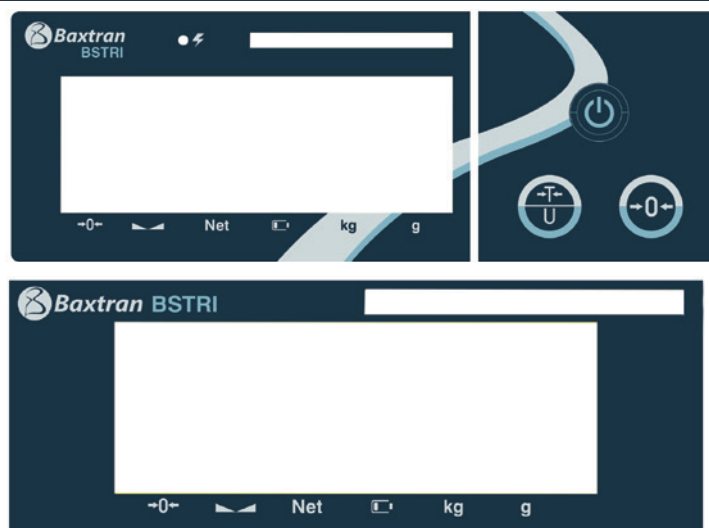 Baxtran
BSTRI
→0← Net kg g
→T←
U
→0←
Baxtran BSTRI
→0← Net kg g